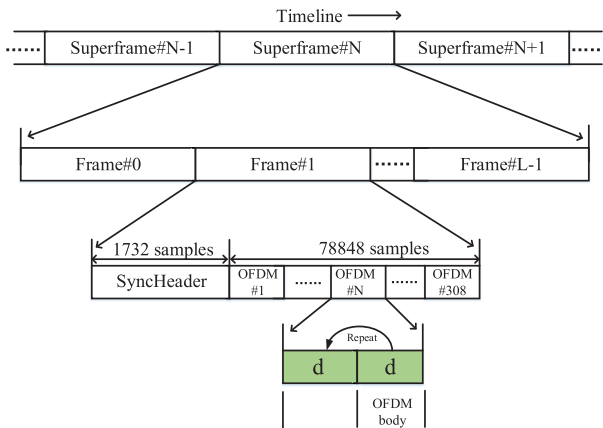 Timeline
...... Superframe#N-1 Superframe#N Superframe#N+1 ......
Frame#0 Frame#1 ...... Frame#L-1
1732 samples 78848 samples
SyncHeader OFDM #1 ...... OFDM #N ...... OFDM #308
Repeat
d d
OFDM
body